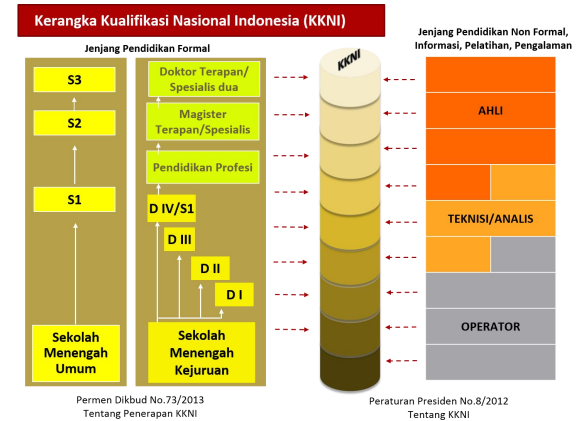 Kerangka Kualifikasi Nasional Indonesia (KKNI)
Jenjang Pendidikan Formal
S3
S2
S1
Sekolah
Menengah
Umum
Doktor Terapan/
Spesialis dua
Magister
Terapan/Spesialis
Pendidikan Profesi
D IV/S1
D III
D II
D I
Sekolah
Menengah
Kejuruan
Permen Dikbud No.73/2013
Tentang Penerapan KKNI
KKNI
Jenjang Pendidikan Non Formal,
Informasi, Pelatihan, Pengalaman
AHLI
TEKNISI/ANALIS
OPERATOR
Peraturan Presiden No.8/2012
Tentang KKNI